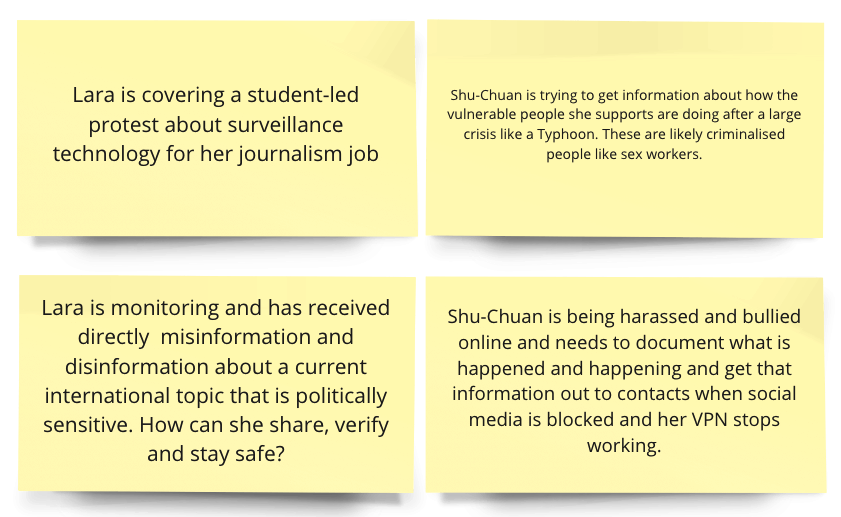 Lara is covering a student-led
protest about surveillance
technology for her journalism job
Shu-Chuan is trying to get information about how the
vulnerable people she supports are doing after a large
crisis like a Typhoon. These are likely criminalised
people like sex workers.
Lara is monitoring and has received
directly  misinformation and
disinformation about a current
international topic that is politically
sensitive. How can she share, verify
and stay safe?
Shu-Chuan is being harassed and bullied
online and needs to document what is
happened and happening and get that
information out to contacts when social
media is blocked and her VPN stops
working.